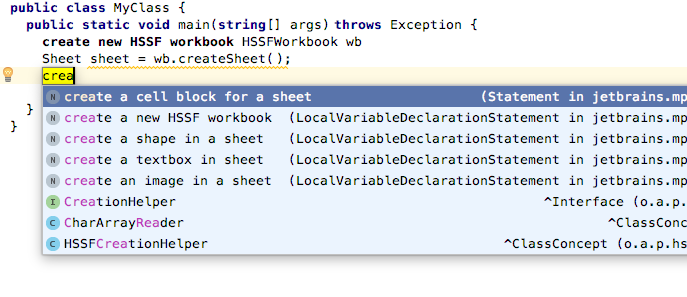 public class MyClass {
public static void main(string[] args) throws Exception {
create new HSSF workbook HSSFWorkbook wb
Sheet sheet = wb.createSheet();
crea
N create a cell block for a sheet (Statement in jetbrains.mp
N create a new HSSF workbook (LocalVariableDeclarationStatement in jetbrains.mp
N create a shape in a sheet (LocalVariableDeclarationStatement in jetbrains.mp
N create a textbox in sheet (LocalVariableDeclarationStatement in jetbrains.mp
N create an image in a sheet (LocalVariableDeclarationStatement in jetbrains.mp
I CreationHelper ^Interface (o.a.p.
C CharArrayReader ^ClassConc
C HSSFCreationHelper ^ClassConcept (o.a.p.hs
}
}